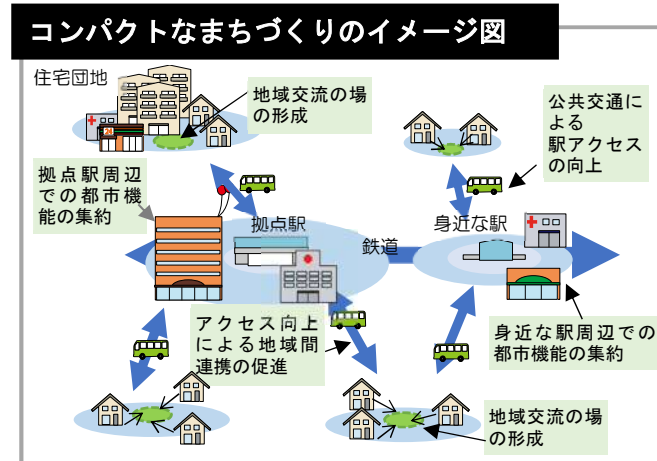 コンパクトなまちづくりのイメージ図
住宅団地
地域交流の場
の形成
公共交通に
よる
駅アクセス
の向上
拠点駅周辺
での都市機
能の集約
拠点駅
鉄道
身近な駅
アクセス向上
による地域間
連携の促進
身近な駅周辺での
都市機能の集約
地域交流の場
の形成
24